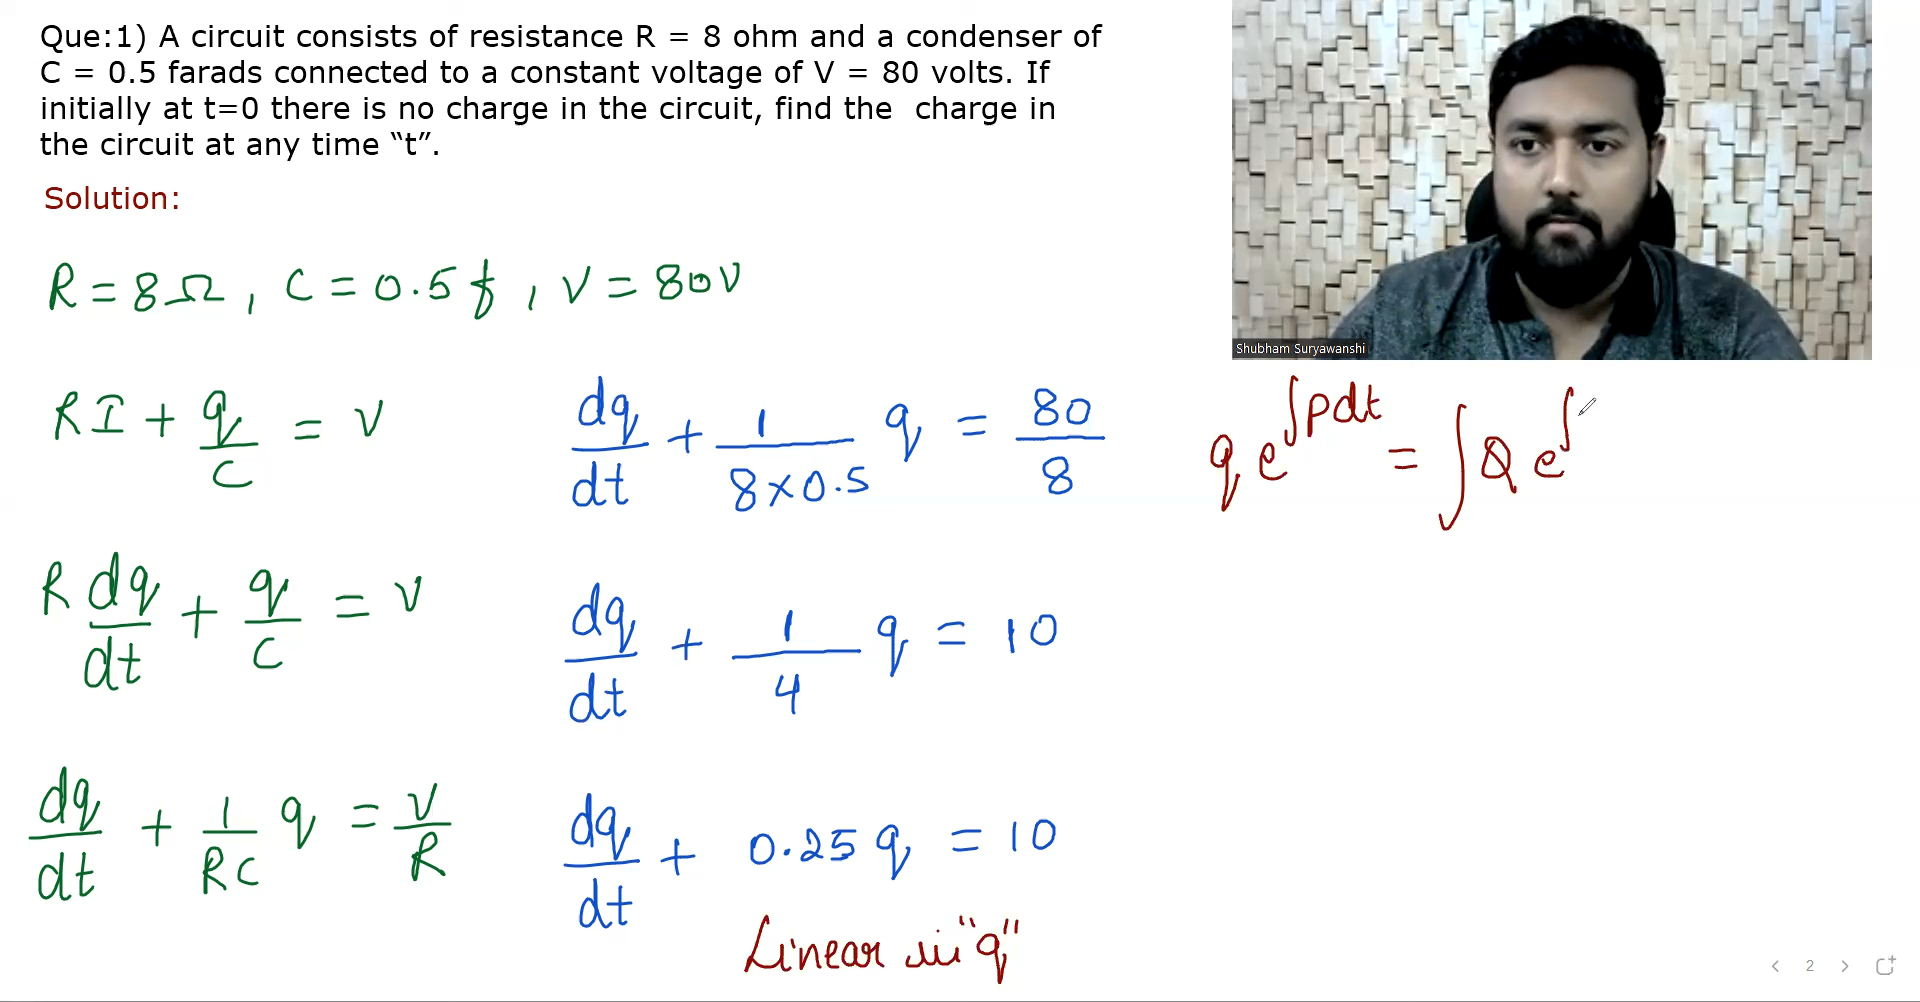 Que:1) A circuit consists of resistance R = 8 ohm and a condenser of
C = 0.5 farads connected to a constant voltage of V = 80 volts. If
initially at t=0 there is no charge in the circuit, find the charge in
the circuit at any time “t”.
Solution:
R = 8 Ω, C = 0.5 f, V = 80V
RI + q/C = V
R dq/dt + q/C = V
dq/dt + 1/RC q = V/R
dq/dt + 1/8×0.5 q = 80/8
dq/dt + 1/4 q = 10
dq/dt + 0.25 q = 10
Linear in "q"
Shubham Suryawanshi
q e^∫pdt = ∫ Q e^∫
2